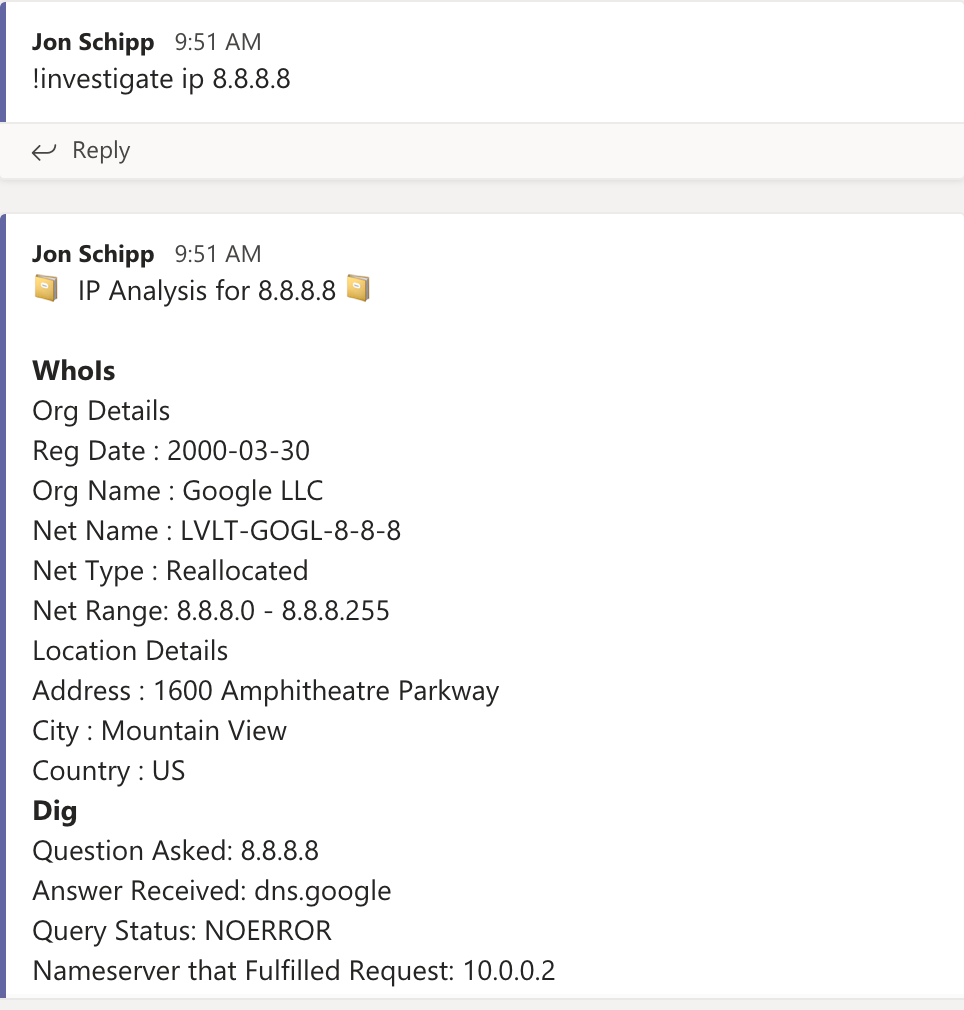 Jon Schipp 9:51 AM
!investigate ip 8.8.8.8
Reply
Jon Schipp 9:51 AM
IP Analysis for 8.8.8.8
WhoIs
Org Details
Reg Date : 2000-03-30
Org Name : Google LLC
Net Name : LVLT-GOGL-8-8-8
Net Type : Reallocated
Net Range: 8.8.8.0 - 8.8.8.255
Location Details
Address : 1600 Amphitheatre Parkway
City : Mountain View
Country : US
Dig
Question Asked: 8.8.8.8
Answer Received: dns.google
Query Status: NOERROR
Nameserver that Fulfilled Request: 10.0.0.2